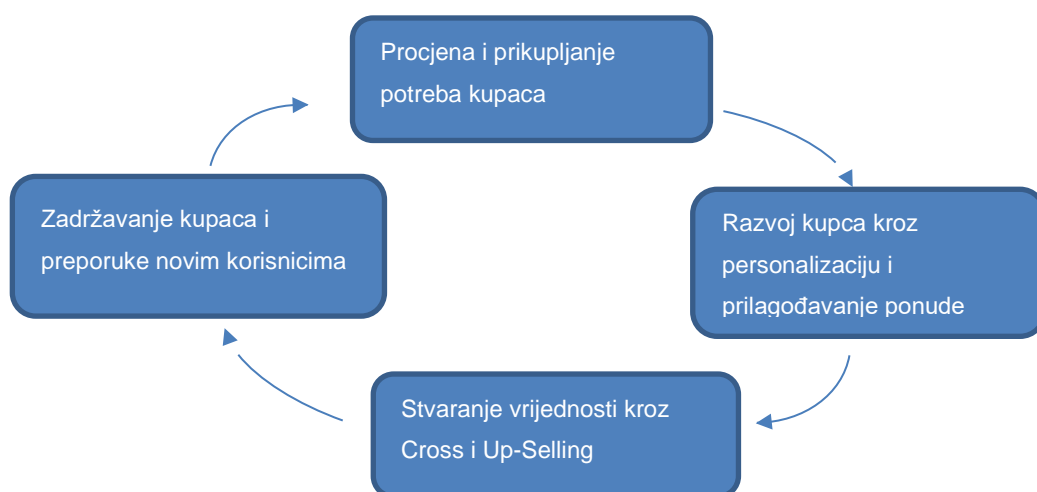 Procjena i prikupljanje
potreba kupaca
Zadržavanje kupaca i
preporuke novim korisnicima
Razvoj kupca kroz
personalizaciju i
prilagođavanje ponude
Stvaranje vrijednosti kroz
Cross i Up-Selling